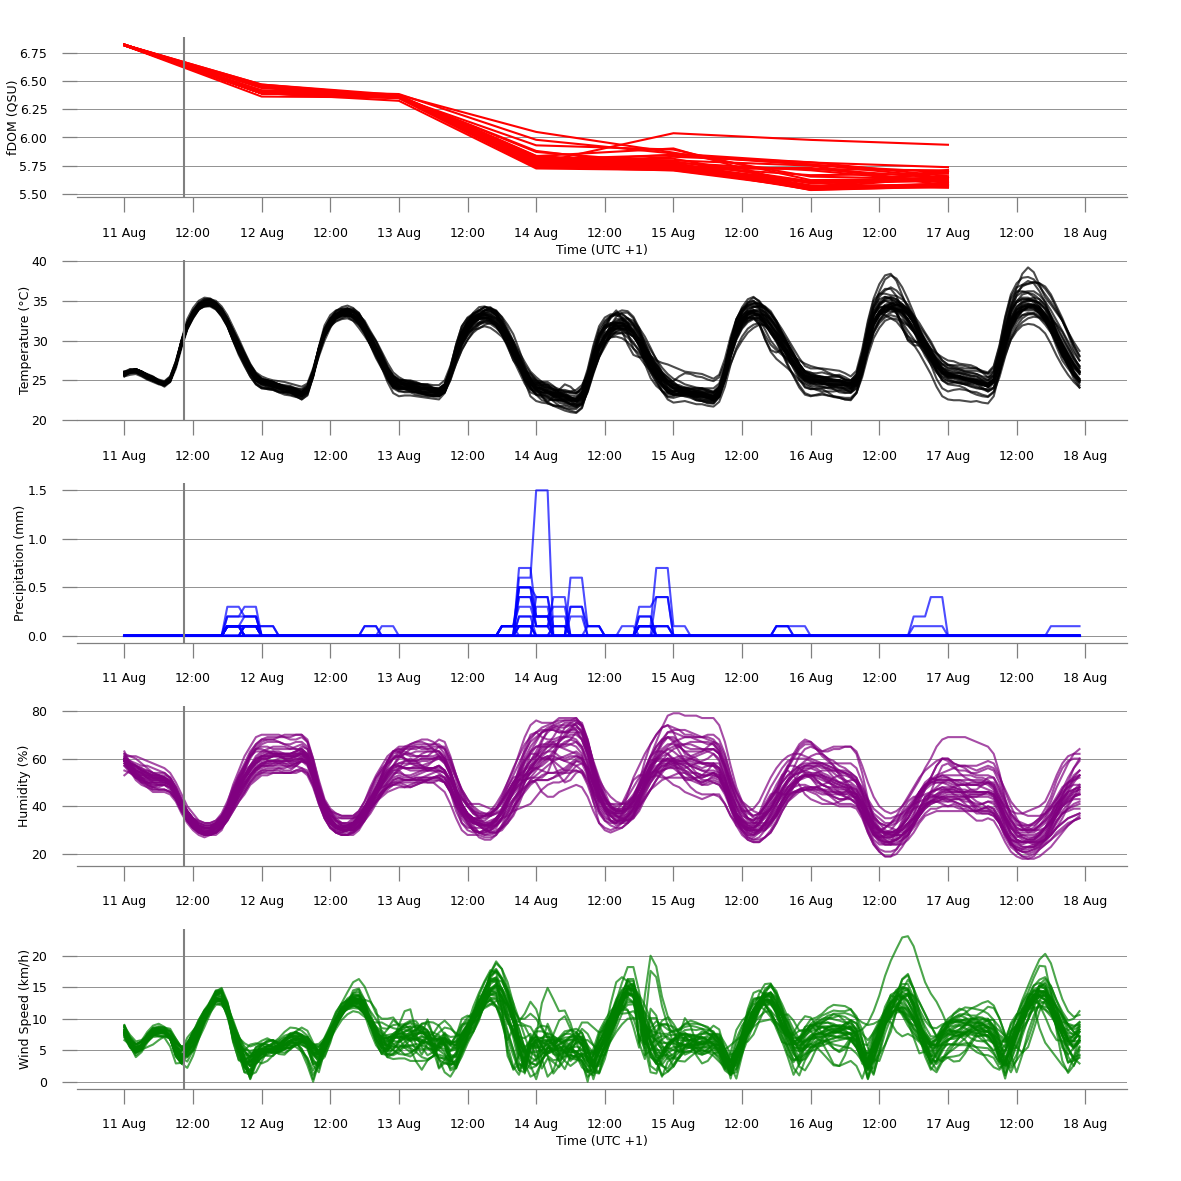 6.75
6.50
6.25
6.00
5.75
5.50
fDOM (QSU)
11 Aug 12:00 12 Aug 12:00 13 Aug 12:00 14 Aug 12:00 15 Aug 12:00 16 Aug 12:00 17 Aug 12:00 18 Aug
Time (UTC +1)
40
35
30
25
20
Temperature (°C)
11 Aug 12:00 12 Aug 12:00 13 Aug 12:00 14 Aug 12:00 15 Aug 12:00 16 Aug 12:00 17 Aug 12:00 18 Aug
1.5
1.0
0.5
0.0
Precipitation (mm)
11 Aug 12:00 12 Aug 12:00 13 Aug 12:00 14 Aug 12:00 15 Aug 12:00 16 Aug 12:00 17 Aug 12:00 18 Aug
80
60
40
20
Humidity (%)
11 Aug 12:00 12 Aug 12:00 13 Aug 12:00 14 Aug 12:00 15 Aug 12:00 16 Aug 12:00 17 Aug 12:00 18 Aug
20
15
10
5
0
Wind Speed (km/h)
11 Aug 12:00 12 Aug 12:00 13 Aug 12:00 14 Aug 12:00 15 Aug 12:00 16 Aug 12:00 17 Aug 12:00 18 Aug
Time (UTC +1)